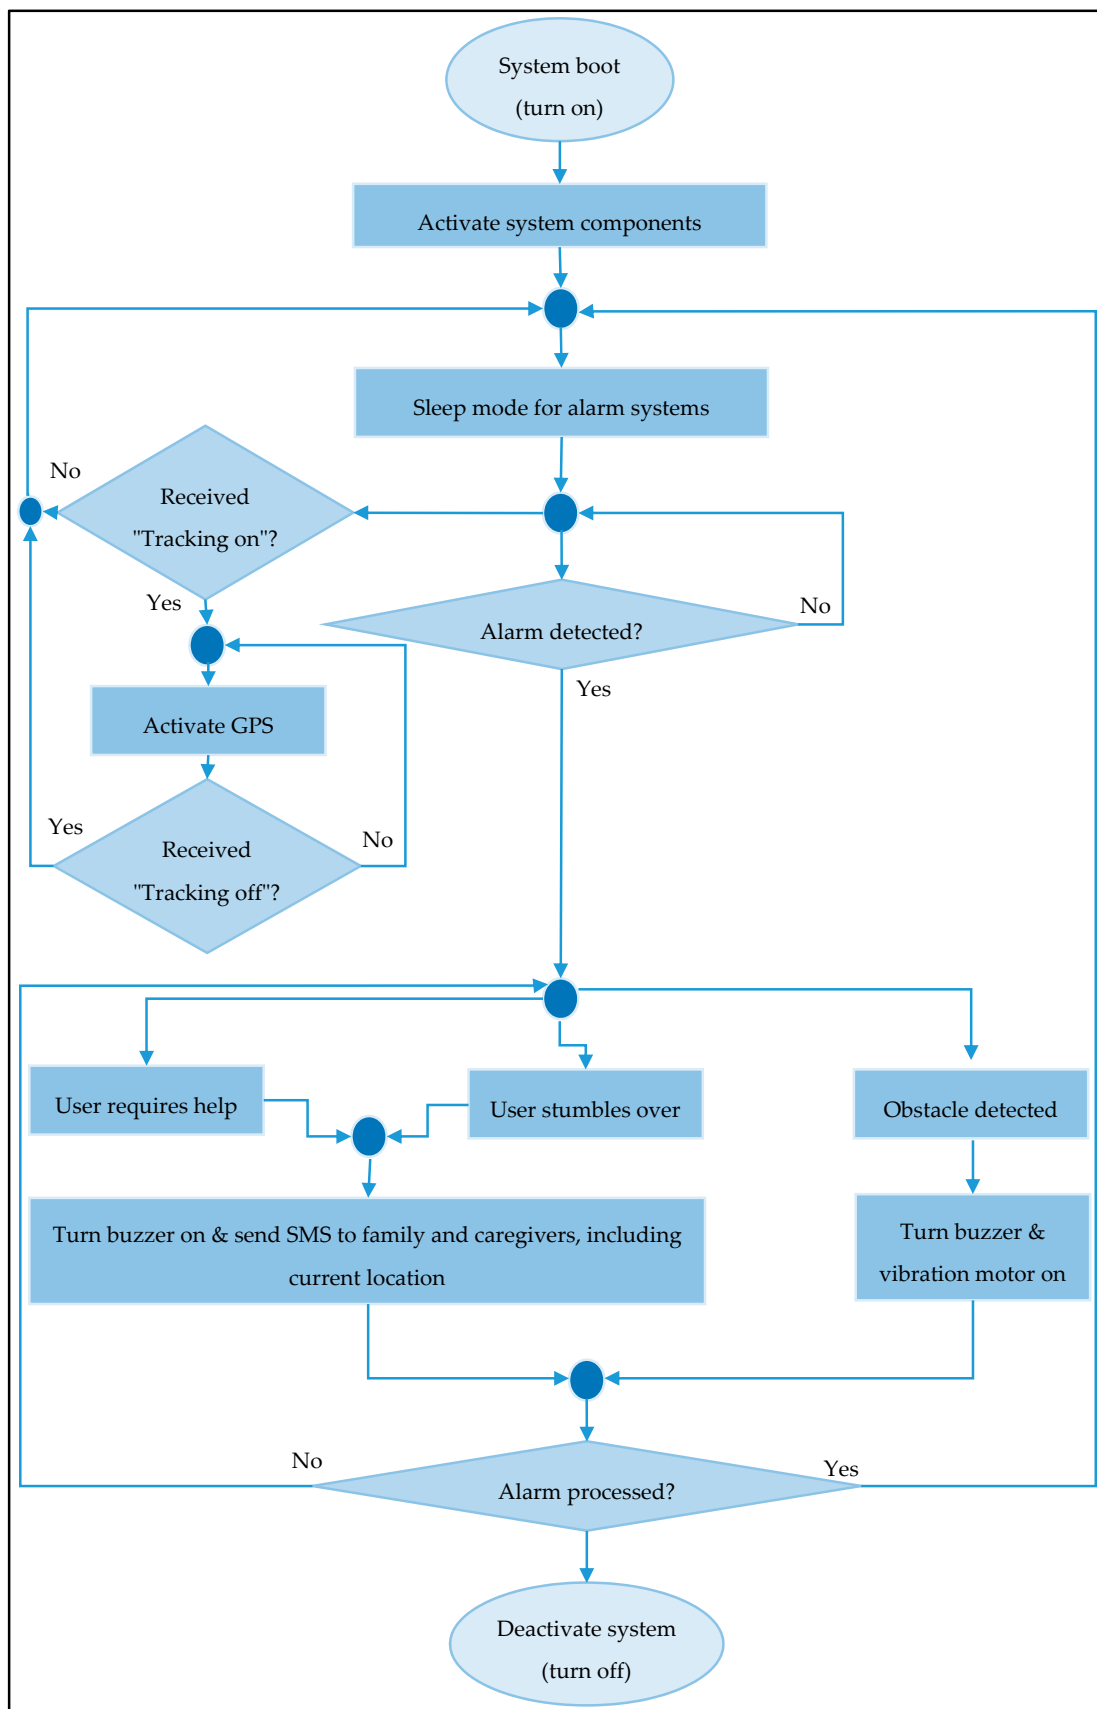 System boot
(turn on)
Activate system components
Sleep mode for alarm systems
No
Received
"Tracking on"?
Yes
Alarm detected?
No
Yes
Activate GPS
Yes
No
Received
"Tracking off"?
User requires help
User stumbles over
Obstacle detected
Turn buzzer on & send SMS to family and caregivers, including
current location
Turn buzzer &
vibration motor on
No
Yes
Alarm processed?
Deactivate system
(turn off)